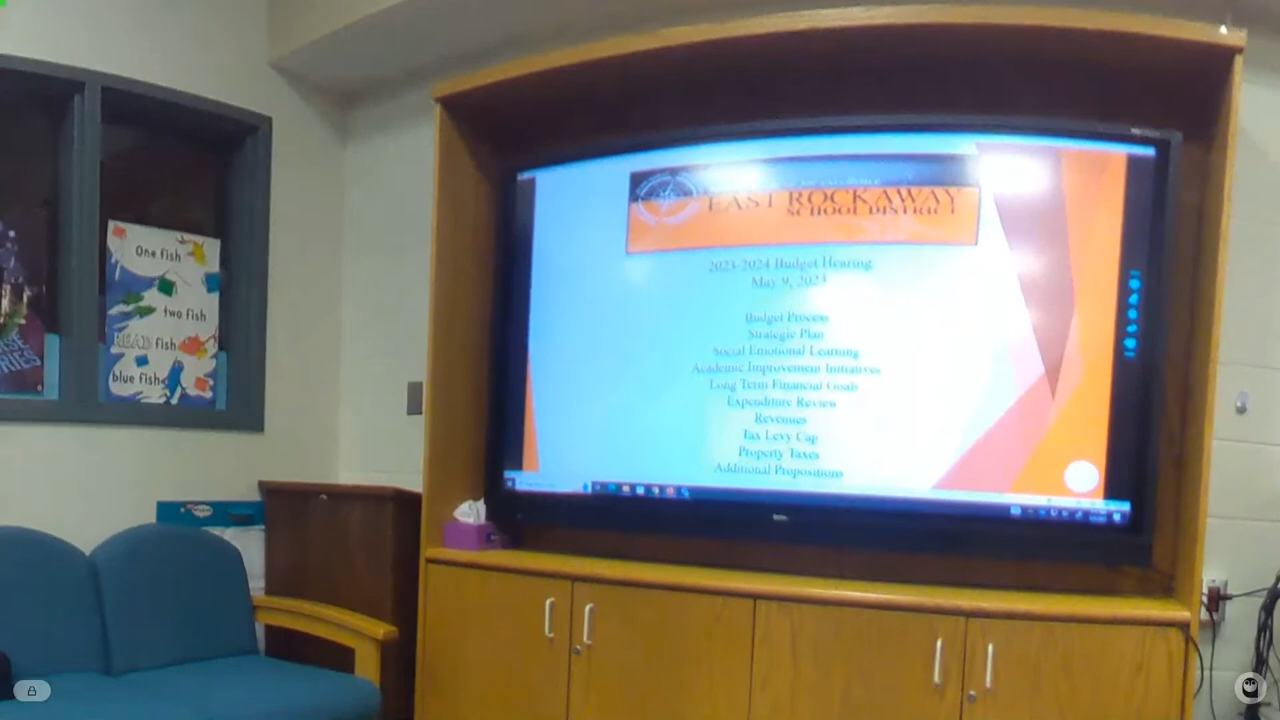 One fish
two fish
READ fish
blue fish
RIES
EAST ROCKAWAY
SCHOOL DISTRICT
2023-2024 Budget Hearing
May 9, 2023
Budget Process
Strategic Plan
Social Emotional Learning
Academic Improvement Initiatives
Long Term Financial Goals
Expenditure Review
Revenues
Tax Levy Cap
Property Taxes
Additional Propositions